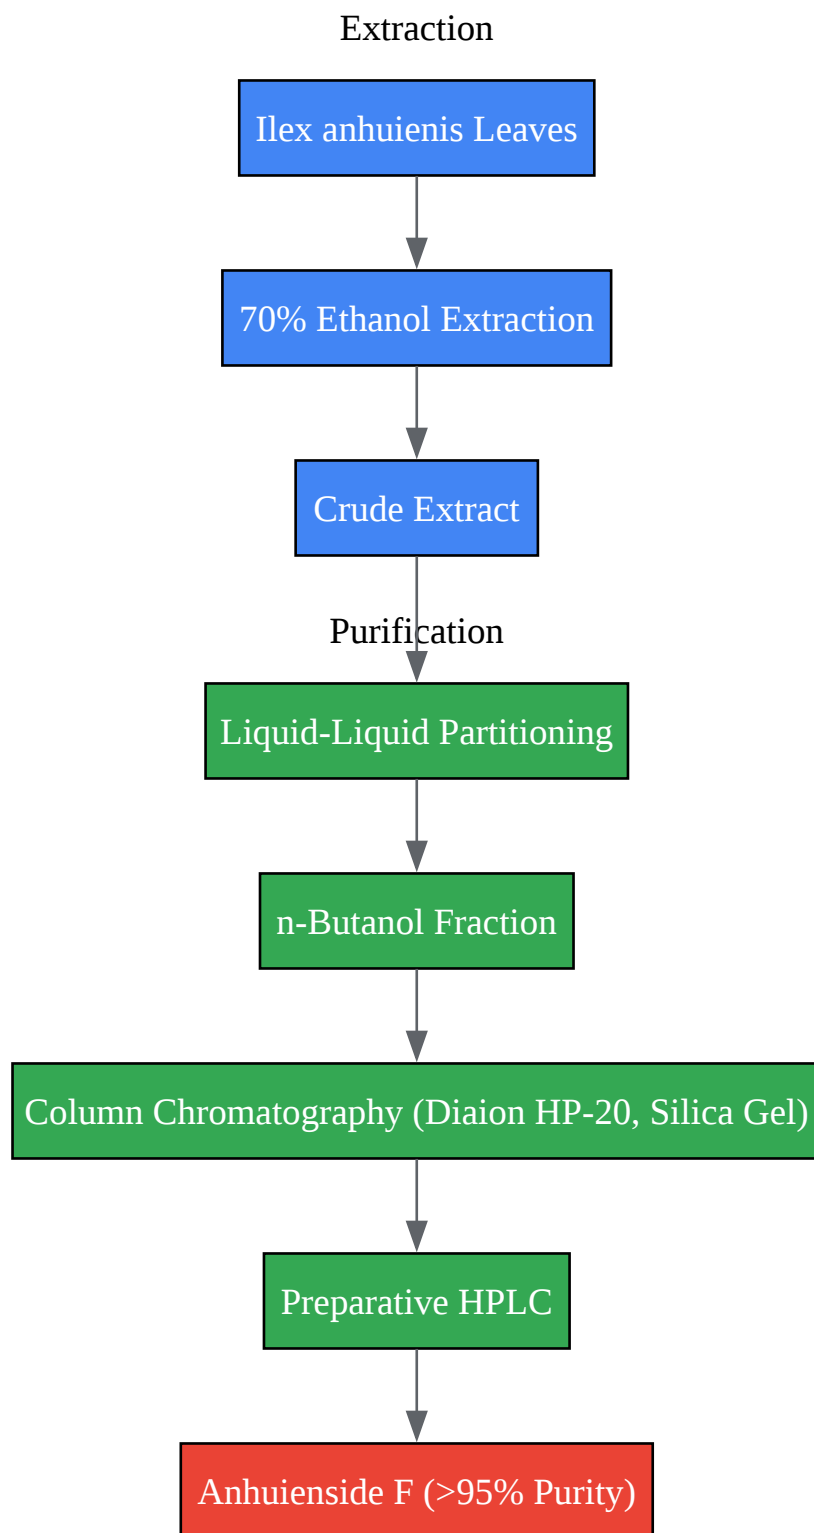 Extraction
Ilex anhuienis Leaves
70% Ethanol Extraction
Crude Extract
Purification
Liquid-Liquid Partitioning
n-Butanol Fraction
Column Chromatography (Diaion HP-20, Silica Gel)
Preparative HPLC
Anhuienside F (>95% Purity)